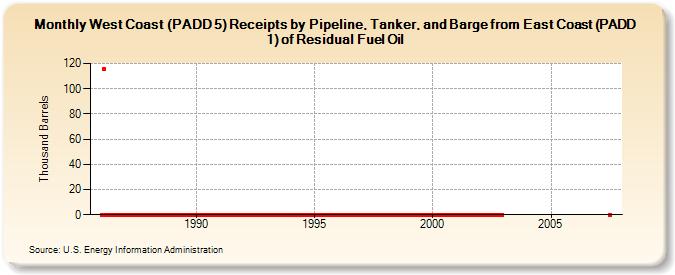 Monthly West Coast (PADD 5) Receipts by Pipeline, Tanker, and Barge from East Coast (PADD
1) of Residual Fuel Oil
Thousand Barrels
120
100
80
60
40
20
0
1990 1995 2000 2005
Source: U.S. Energy Information Administration